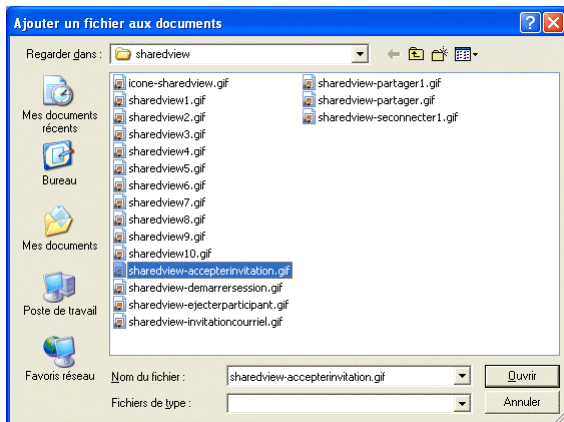 Ajouter un fichier aux documents
Regarder dans :
sharedview
Mes documents
récents
Bureau
Mes documents
Poste de travail
Favoris réseau
icone-sharedview.gif
sharedview1.gif
sharedview2.gif
sharedview3.gif
sharedview4.gif
sharedview5.gif
sharedview6.gif
sharedview7.gif
sharedview8.gif
sharedview9.gif
sharedview10.gif
sharedview-accepterinvitation.gif
sharedview-demarrersession.gif
sharedview-ejecterparticipant.gif
sharedview-invitationcourriel.gif
sharedview-partager1.gif
sharedview-partager.gif
sharedview-seconnecter1.gif
Nom du fichier :
sharedview-accepterinvitation.gif
Ouvrir
Fichiers de type :
Annuler